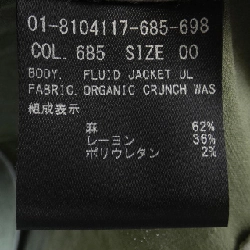 01-8104117-685-698
COL. 685 SIZE 00
BODY. FLUID JACKET DL
FABRIC. ORGANIC CRUNCH WAS
組成表示
麻 62%
レーヨン 36%
ポリウレタン 2%